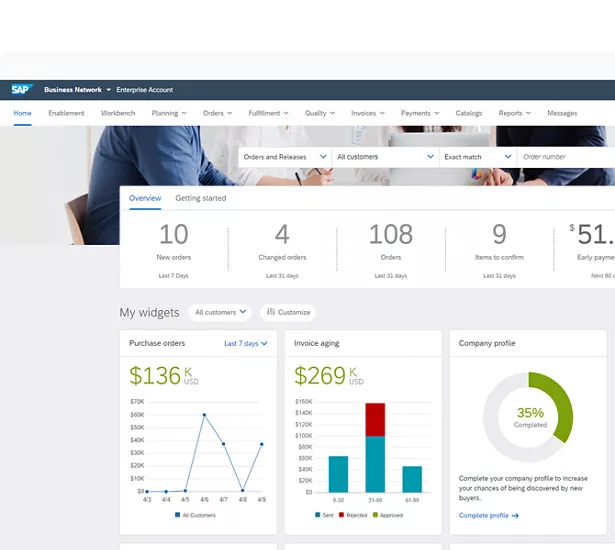 SAP Business Network Enterprise Account
Home Enablement Workbench Planning Orders Fulfillment Quality Invoices Payments Catalogs Reports Messages
Orders and Releases All customers Exact match Order number
Overview Getting started
10 4 108 9 $51.
New orders Changed orders Orders Items to confirm Early payme
Last 7 Days Last 31 days Last 31 days Last 31 days Next 90 d
My widgets All customers Customize
Purchase orders Last 7 days
$136 K USD
$70K
$60K
$50K
$40K
$30K
$20K
$10K
$0
4/3 4/4 4/5 4/6 4/7 4/8 4/9
All Customers
Invoice aging
$269 K USD
$160K
$140K
$120K
$100K
$80K
$60K
$40K
$20K
$0
0-30 31-60 61-90
Sent Rejected Approved
Company profile
35%
Completed
Complete your company profile to increase
your chances of being discovered by new
buyers.
Complete profile →